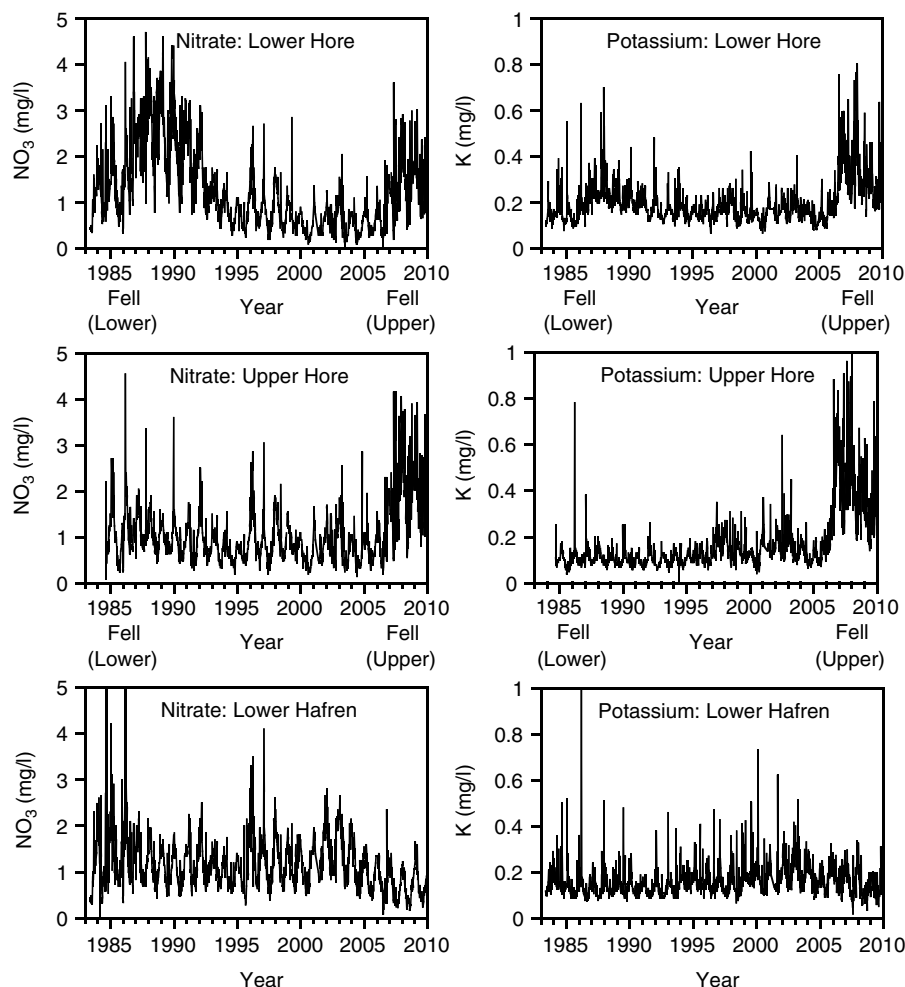 Nitrate: Lower Hore
NO₃ (mg/l)
5
4
3
2
1
0
1985 1990 1995 2000 2005 2010
Fell (Lower)
Year
Fell (Upper)
Potassium: Lower Hore
K (mg/l)
1
0.8
0.6
0.4
0.2
0
1985 1990 1995 2000 2005 2010
Fell (Lower)
Year
Fell (Upper)
Nitrate: Upper Hore
NO₃ (mg/l)
5
4
3
2
1
0
1985 1990 1995 2000 2005 2010
Fell (Lower)
Year
Fell (Upper)
Potassium: Upper Hore
K (mg/l)
1
0.8
0.6
0.4
0.2
0
1985 1990 1995 2000 2005 2010
Fell (Lower)
Year
Fell (Upper)
Nitrate: Lower Hafren
NO₃ (mg/l)
5
4
3
2
1
0
1985 1990 1995 2000 2005 2010
Year
Potassium: Lower Hafren
K (mg/l)
1
0.8
0.6
0.4
0.2
0
1985 1990 1995 2000 2005 2010
Year